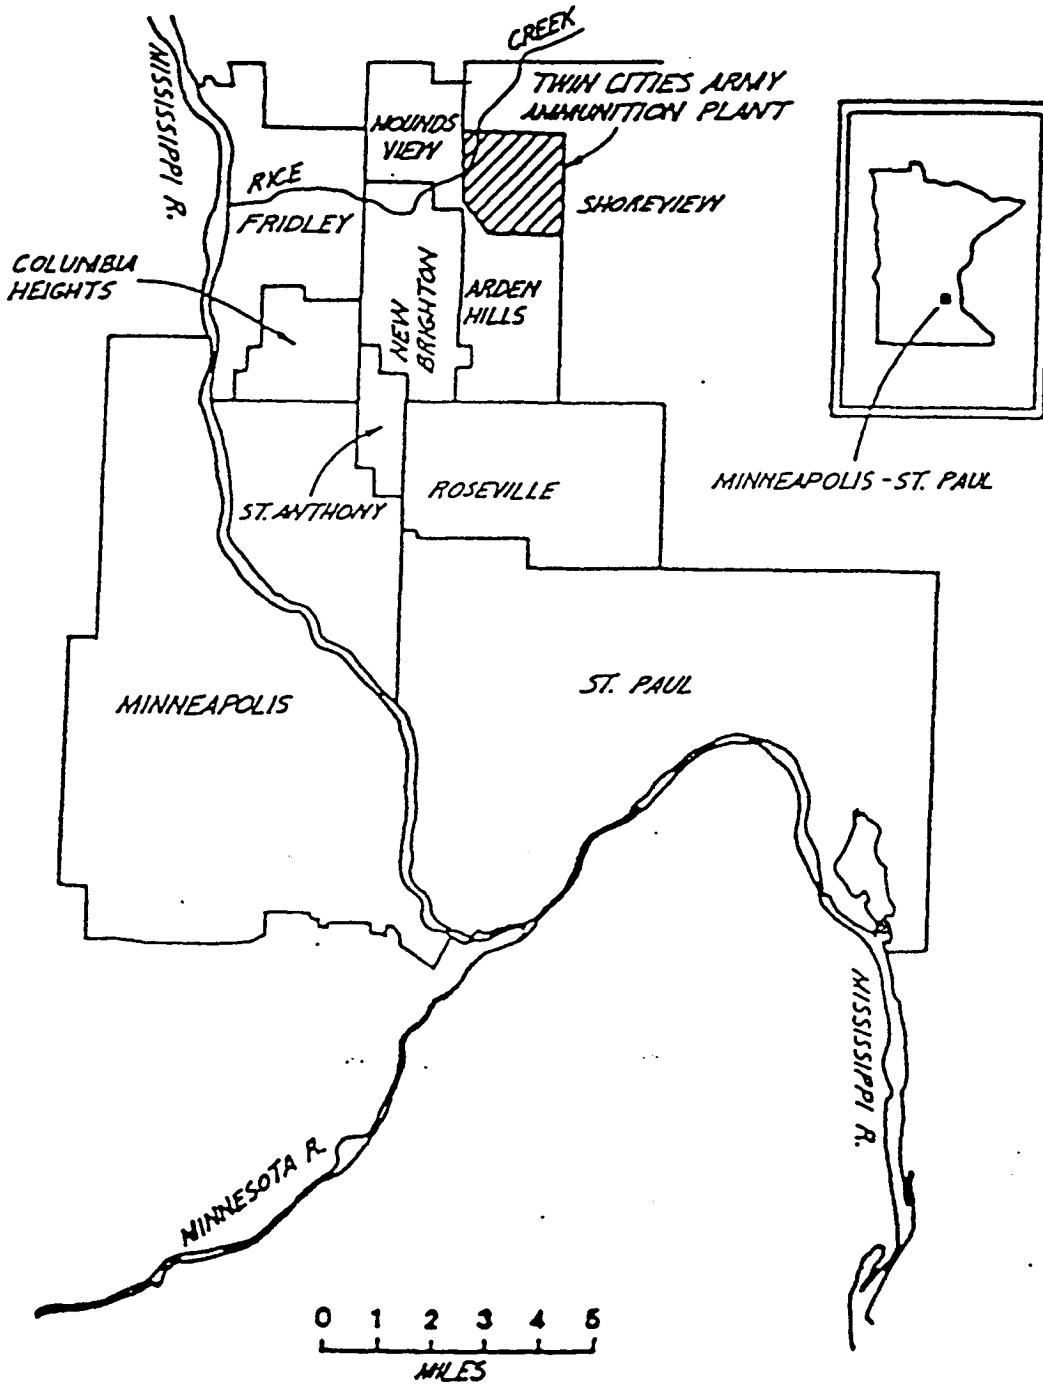 MISSISSIPPI R.
CREEK
TWIN CITIES ARMY
AMMUNITION PLANT
MOUNDS
VIEW
RICE
FRIDLEY
SHOREVIEW
COLUMBIA
HEIGHTS
NEW
BRIGHTON
ARDEN
HILLS
MINNEAPOLIS - ST. PAUL
ST. ANTHONY
ROSEVILLE
MINNEAPOLIS
ST. PAUL
MISSISSIPPI R.
MINNESOTA R.
0 1 2 3 4 5
MILES